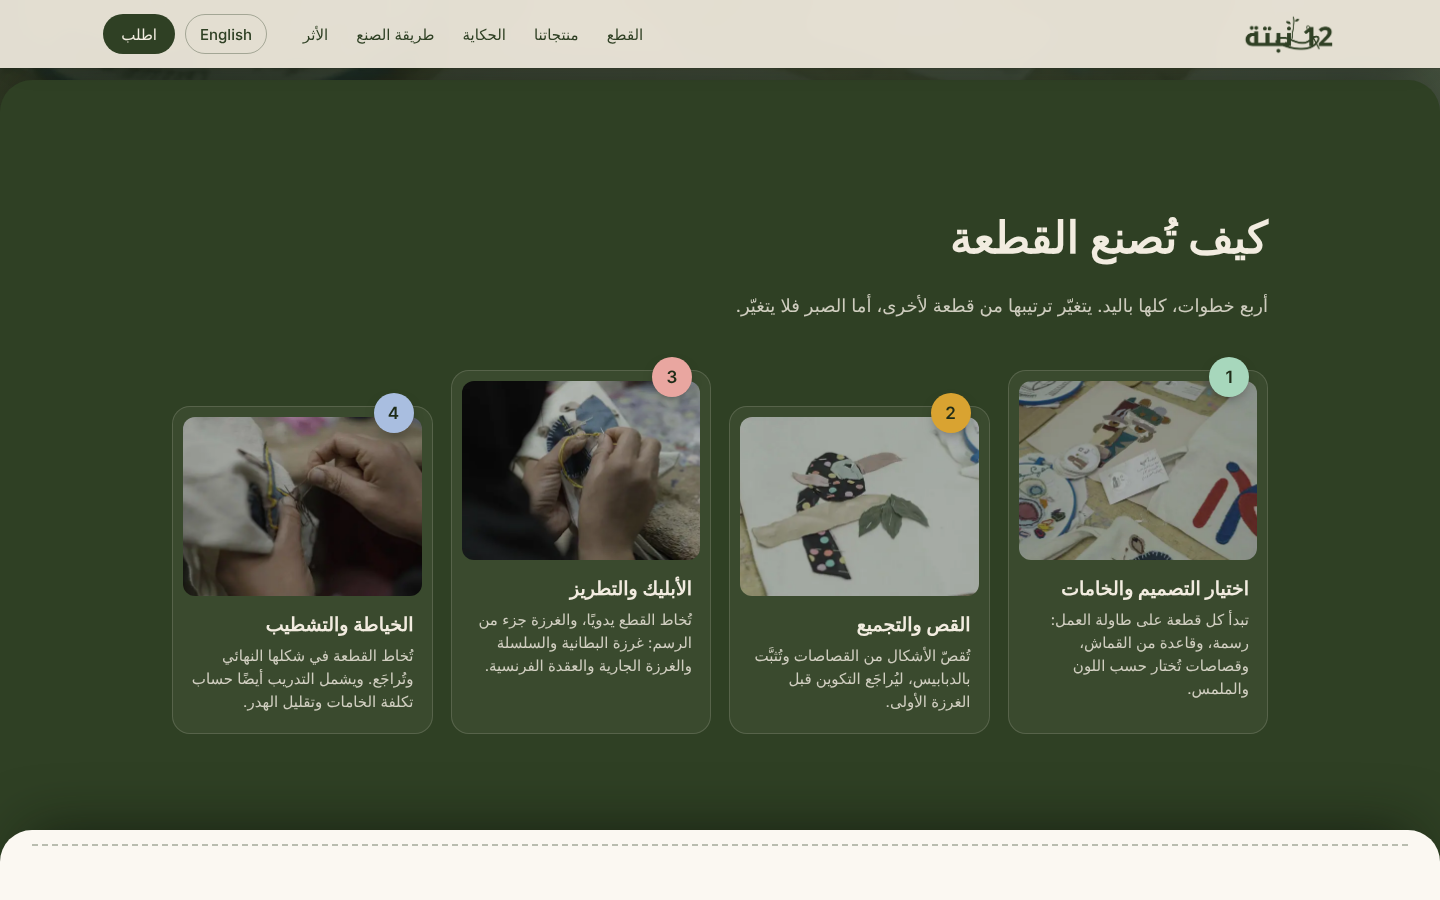 12 نبتة
القطع
منتجاتنا
الحكاية
طريقة الصنع
الأثر
English
اطلب
كيف تُصنع القطعة
أربع خطوات، كلها باليد. يتغيّر ترتيبها من قطعة لأخرى، أما الصبر فلا يتغيّر.
1
اختيار التصميم والخامات
تبدأ كل قطعة على طاولة العمل:
رسمة، وقاعدة من القماش،
وقصاصات تُختار حسب اللون
والملمس.
2
القص والتجميع
تُقصّ الأشكال من القصاصات وتُثبَّت
بالدبابيس، ليُراجَع التكوين قبل
الغرزة الأولى.
3
الأبليك والتطريز
تُخاط القطع يدويًا، والغرزة جزء من
الرسم: غرزة البطانية والسلسلة
والغرزة الجارية والعقدة الفرنسية.
4
الخياطة والتشطيب
تُخاط القطعة في شكلها النهائي
وتُراجَع. ويشمل التدريب أيضًا حساب
تكلفة الخامات وتقليل الهدر.